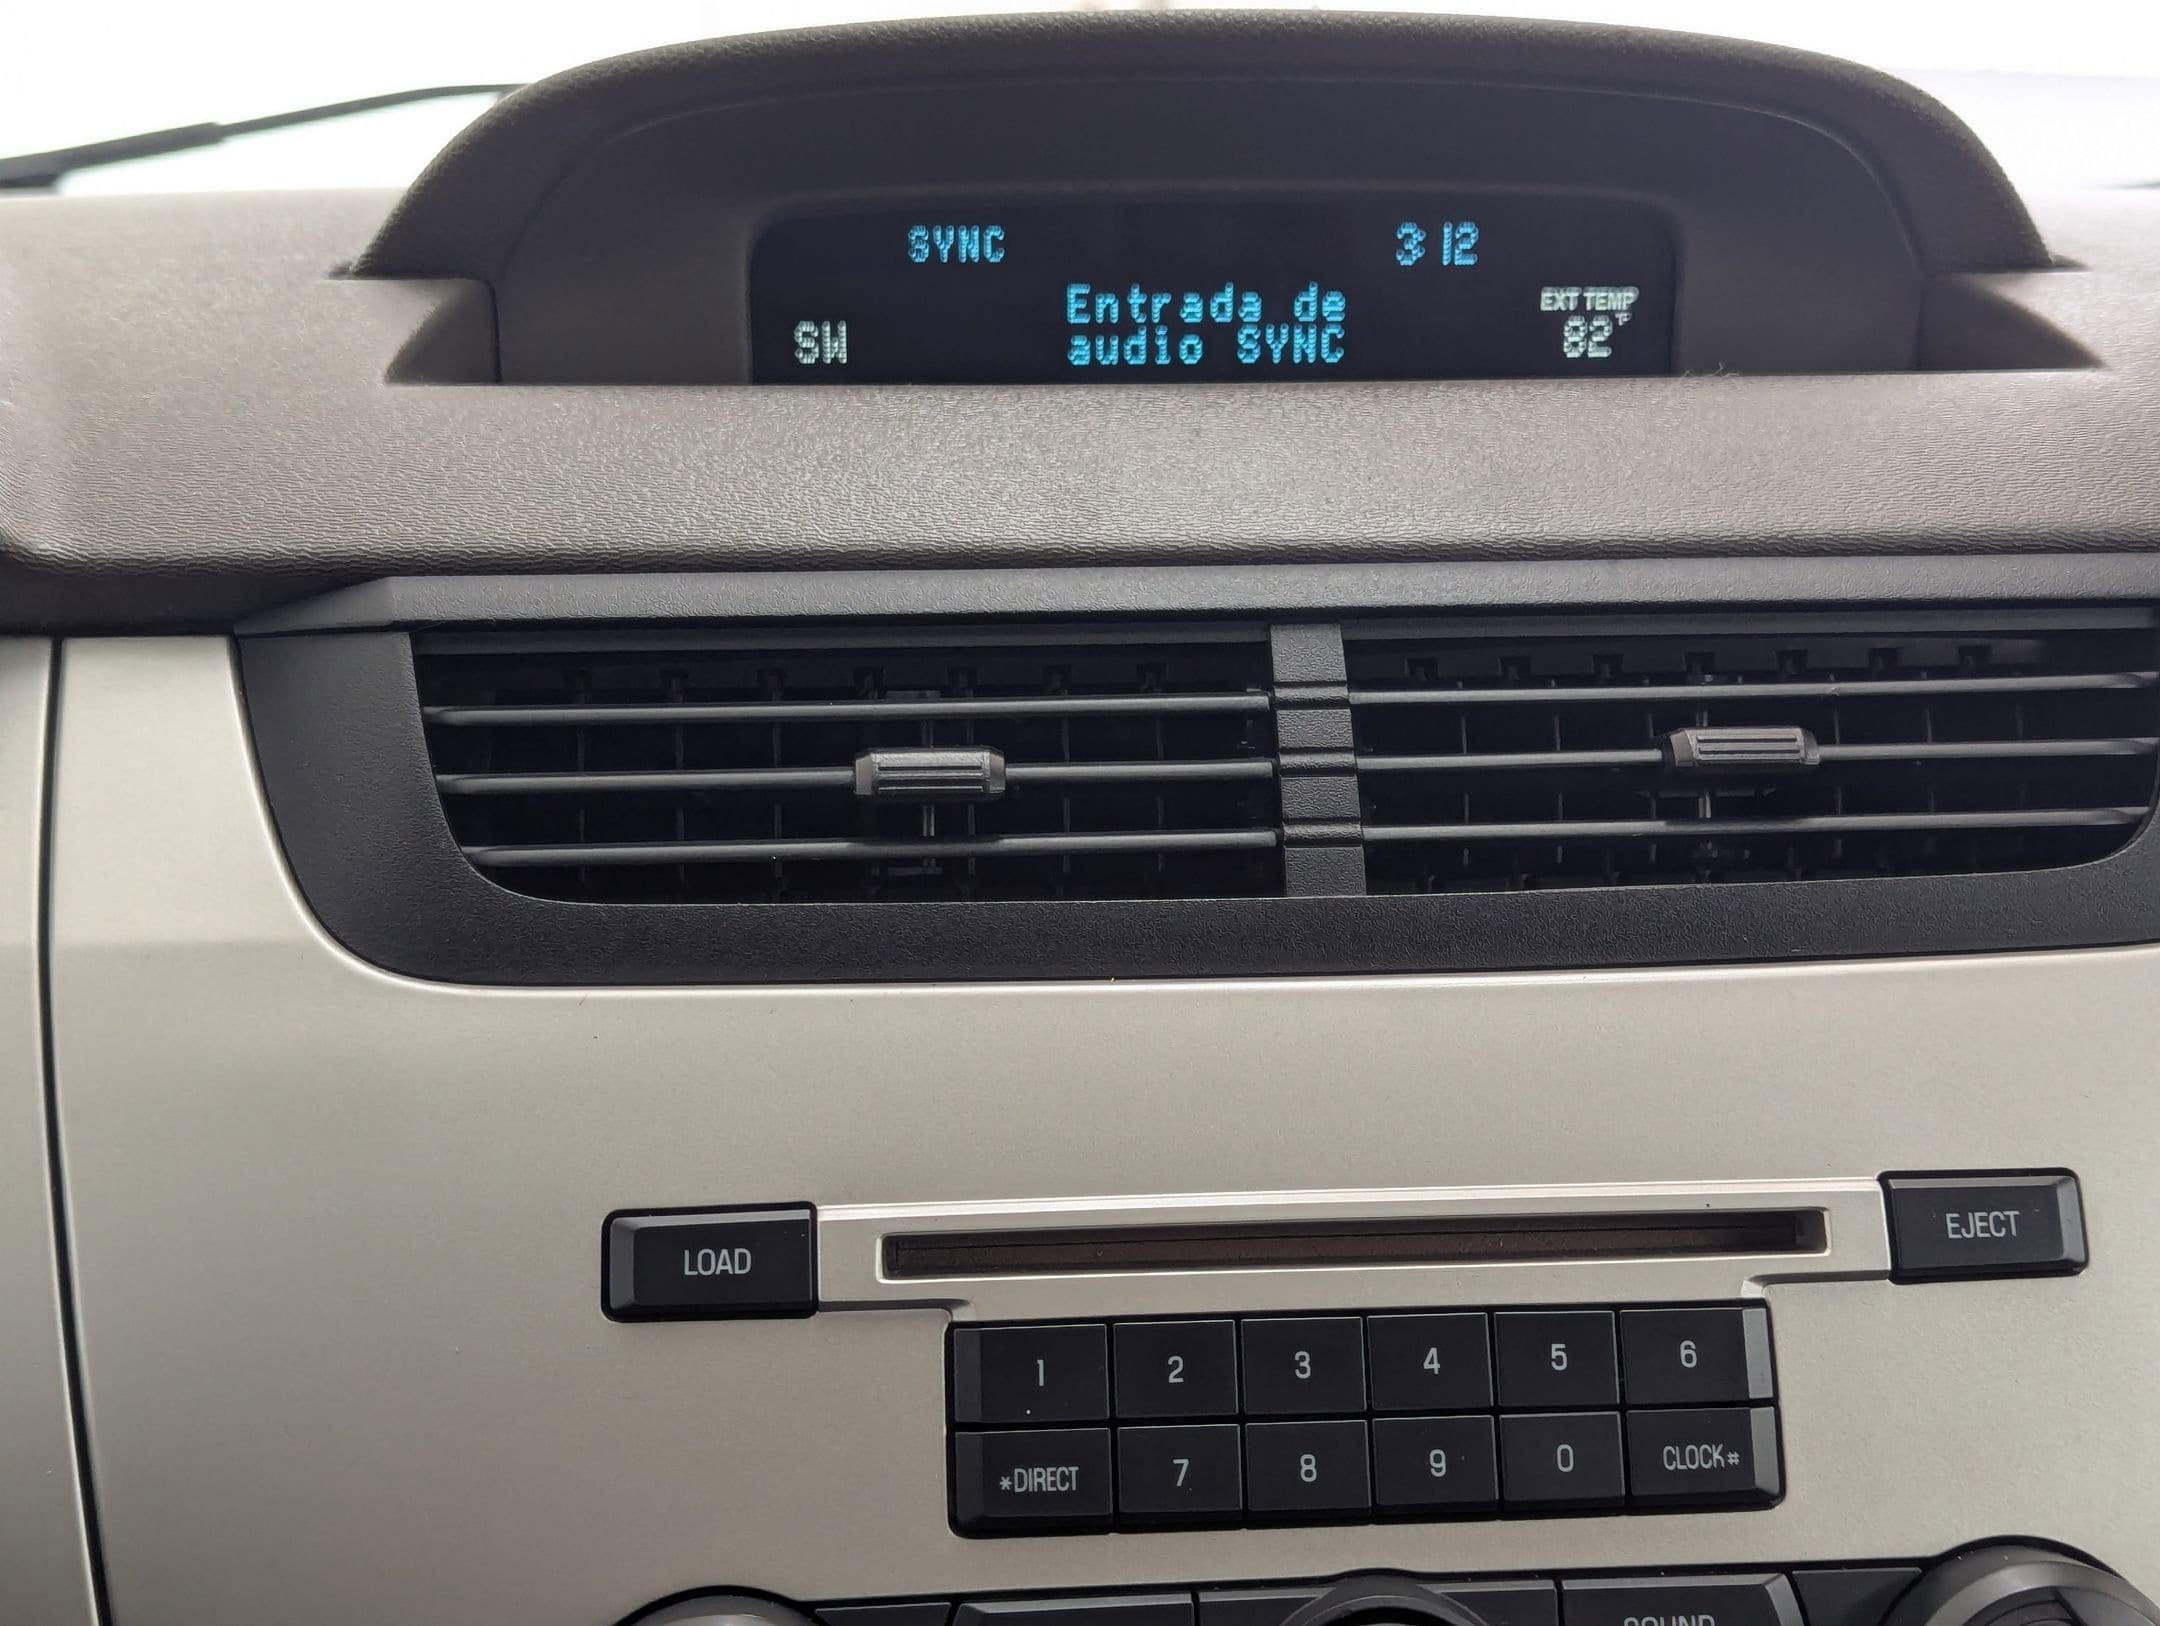 SYNC 3:12
Entrada de
audio SYNC
SW
EXT TEMP
82°F
LOAD
EJECT
1 2 3 4 5 6
*DIRECT 7 8 9 0 CLOCK#
SOUND